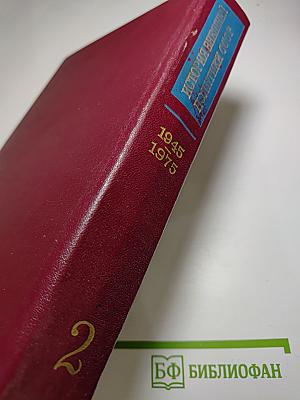 ИСТОРИЯ ВНЕШНЕЙ
ПОЛИТИКИ СССР
1945
1975
2
БФ БИБЛИОФАН